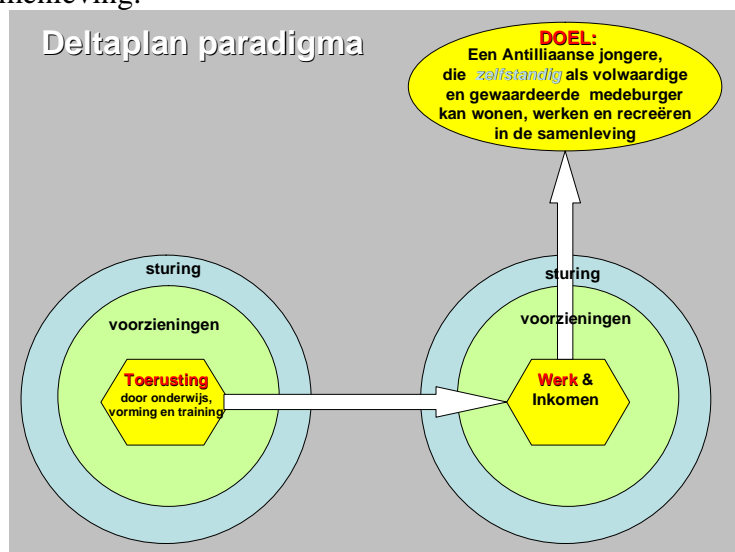 menleving.
Deltaplan paradigma
DOEL:
Een Antilliaanse jongere,
die zelfstandig als volwaardige
en gewaardeerde medeburger
kan wonen, werken en recreëren
in de samenleving
sturing
voorzieningen
Toerusting
door onderwijs,
vorming en training
sturing
voorzieningen
Werk &
Inkomen